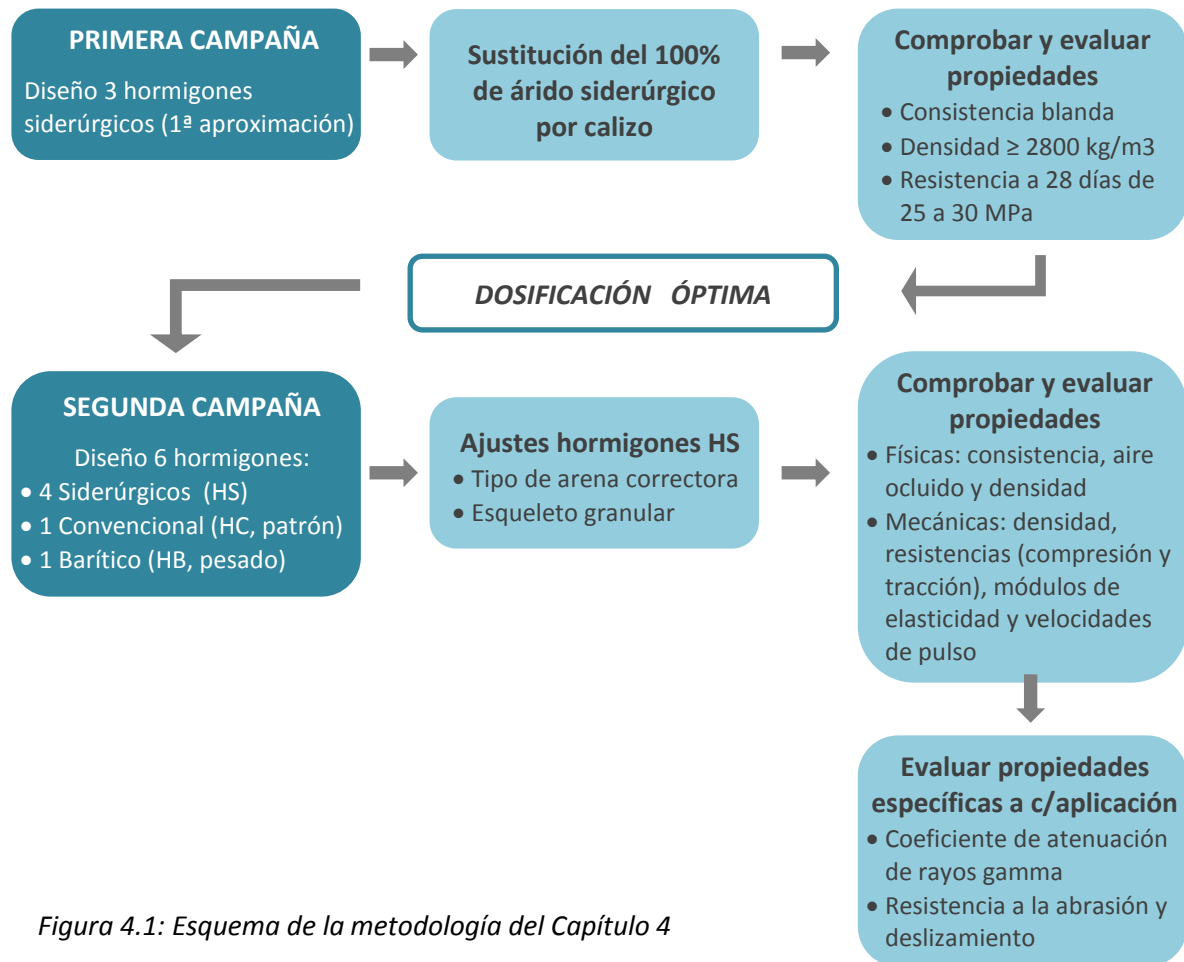 PRIMERA CAMPAÑA
Diseño 3 hormigones
siderúrgicos (1ª aproximación)
Sustitución del 100%
de árido siderúrgico
por calizo
Comprobar y evaluar
propiedades
• Consistencia blanda
• Densidad ≥ 2800 kg/m3
• Resistencia a 28 días de
25 a 30 MPa
DOSIFICACIÓN ÓPTIMA
SEGUNDA CAMPAÑA
Diseño 6 hormigones:
• 4 Siderúrgicos (HS)
• 1 Convencional (HC, patrón)
• 1 Barítico (HB, pesado)
Ajustes hormigones HS
• Tipo de arena correctora
• Esqueleto granular
Comprobar y evaluar
propiedades
• Físicas: consistencia, aire
ocluido y densidad
• Mecánicas: densidad,
resistencias (compresión y
tracción), módulos de
elasticidad y velocidades
de pulso
Evaluar propiedades
específicas a c/aplicación
• Coeficiente de atenuación
de rayos gamma
• Resistencia a la abrasión y
deslizamiento
Figura 4.1: Esquema de la metodología del Capítulo 4